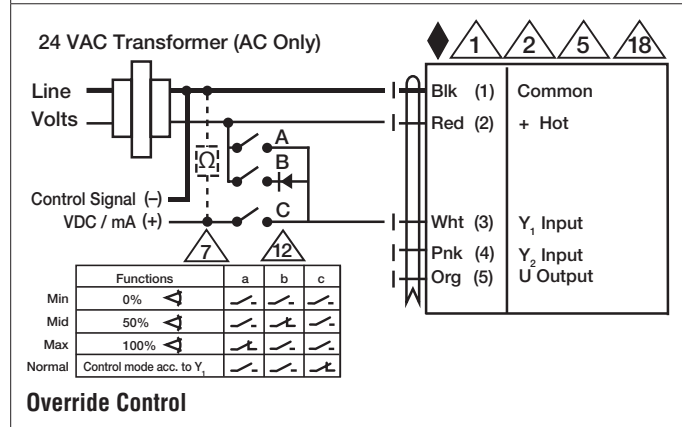 24 VAC Transformer (AC Only)
1 2 5 18
Line
Volts
Blk (1) Common
Red (2) + Hot
A
Ω
B
Control Signal (–)
VDC / mA (+)
C
Wht (3) Y₁ Input
7 12
Pnk (4) Y₂ Input
Org (5) U Output
Functions a b c
Min 0%
Mid 50%
Max 100%
Normal Control mode acc. to Y₁
Override Control